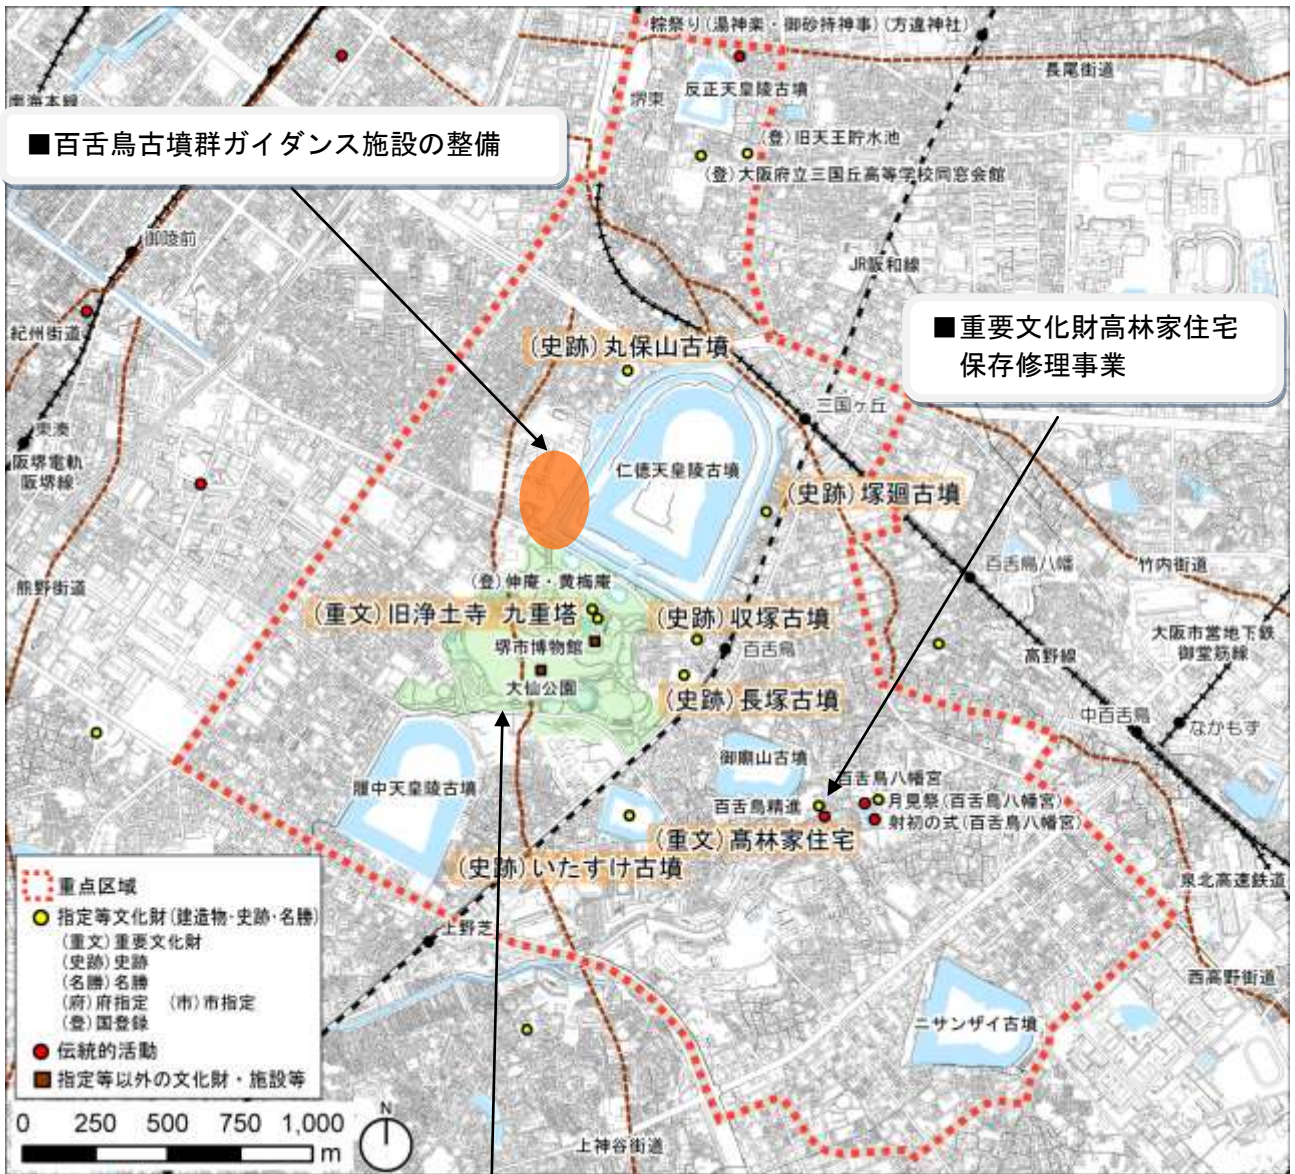 粽祭り(湯神楽・御砂持神事)(方違神社)
長尾街道
南海本線
堺東
反正天皇陵古墳
■百舌鳥古墳群ガイダンス施設の整備
(登)旧天王貯水池
(登)大阪府立三国丘高等学校同窓会館
御陵前
JR阪和線
紀州街道
■重要文化財高林家住宅
保存修理事業
(史跡)丸保山古墳
三国ヶ丘
東湊
阪堺電軌
阪堺線
仁徳天皇陵古墳
(史跡)塚廻古墳
百舌鳥八幡
竹内街道
熊野街道
(登)伸庵・黄梅庵
(重文)旧浄土寺 九重塔
(史跡)収塚古墳
大阪市営地下鉄
御堂筋線
堺市博物館
百舌鳥
高野線
大仙公園
(史跡)長塚古墳
中百舌鳥
なかもず
御廟山古墳
履中天皇陵古墳
百舌鳥八幡宮
百舌鳥精進
月見祭(百舌鳥八幡宮)
射初の式(百舌鳥八幡宮)
(重文)髙林家住宅
(史跡)いたすけ古墳
泉北高速鉄道
重点区域
指定等文化財(建造物・史跡・名勝)
(重文)重要文化財
(史跡)史跡
(名勝)名勝
(府)府指定 (市)市指定
(登)国登録
伝統的活動
指定等以外の文化財・施設等
上野芝
西高野街道
ニサンザイ古墳
0 250 500 750 1,000
m
N
上神谷街道